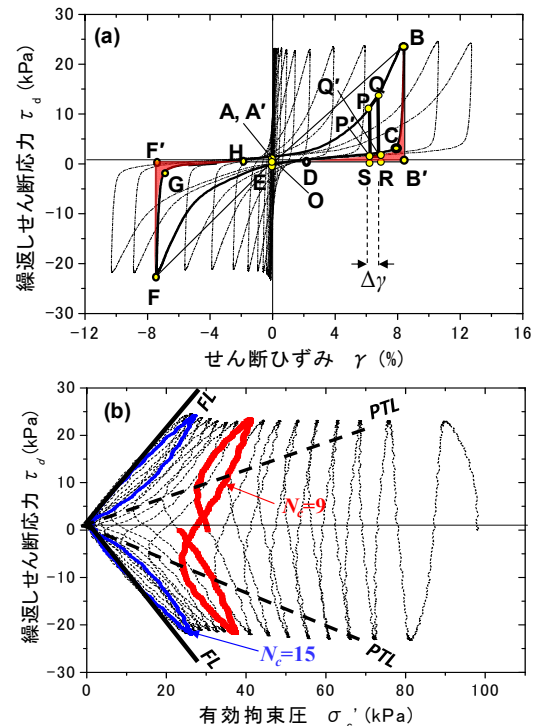 (a)
B
Q'
Q
P
P'
A, A'
C
F'
H
G
E
D
O
S
R
B'
F
Δγ
30
20
10
0
-10
-20
-30
繰返しせん断応力 τd (kPa)
-12 -8 -4 0 4 8 12 16
せん断ひずみ γ (%)
(b)
FL
PTL
Nc=9
FL
Nc=15
PTL
30
20
10
0
-10
-20
-30
繰返しせん断応力 τd (kPa)
0 20 40 60 80 100
有効拘束圧 σc' (kPa)